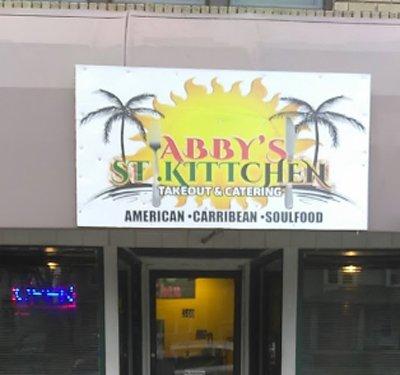 ABBY'S
ST.KITTCHEN
TAKEOUT & CATERING
AMERICAN • CARRIBEAN • SOULFOOD